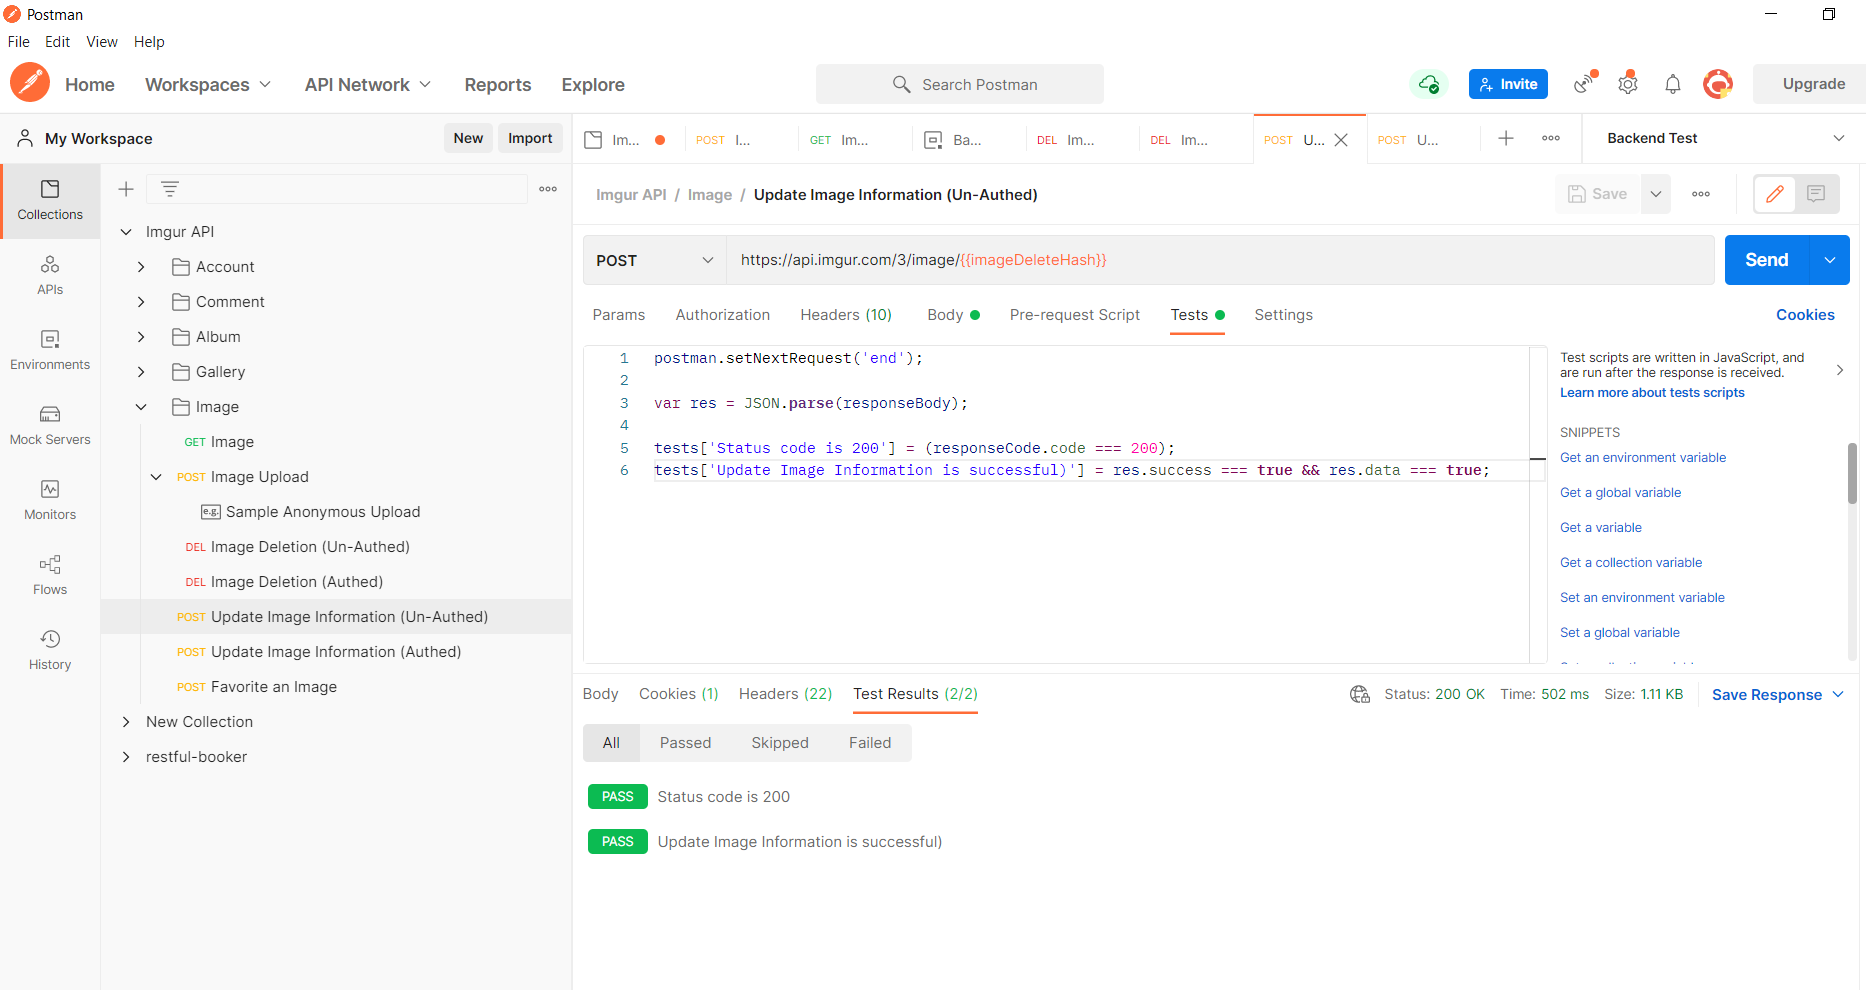 Postman
File Edit View Help
Home Workspaces API Network Reports Explore Search Postman Invite Upgrade
My Workspace New Import
Im... POST I... GET Im... Ba... DEL Im... DEL Im... POST U... POST U... Backend Test
Collections
APIs
Environments
Mock Servers
Monitors
Flows
History
Imgur API
Account
Comment
Album
Gallery
Image
GET Image
POST Image Upload
e.g. Sample Anonymous Upload
DEL Image Deletion (Un-Authed)
DEL Image Deletion (Authed)
POST Update Image Information (Un-Authed)
POST Update Image Information (Authed)
POST Favorite an Image
New Collection
restful-booker
Imgur API / Image / Update Image Information (Un-Authed) Save
POST https://api.imgur.com/3/image/{{imageDeleteHash}} Send
Params Authorization Headers (10) Body Pre-request Script Tests Settings Cookies
1 postman.setNextRequest('end');
2
3 var res = JSON.parse(responseBody);
4
5 tests['Status code is 200'] = (responseCode.code === 200);
6 tests['Update Image Information is successful)'] = res.success === true && res.data === true;
Test scripts are written in JavaScript, and
are run after the response is received.
Learn more about tests scripts
SNIPPETS
Get an environment variable
Get a global variable
Get a variable
Get a collection variable
Set an environment variable
Set a global variable
Body Cookies (1) Headers (22) Test Results (2/2) Status: 200 OK Time: 502 ms Size: 1.11 KB Save Response
All Passed Skipped Failed
PASS Status code is 200
PASS Update Image Information is successful)